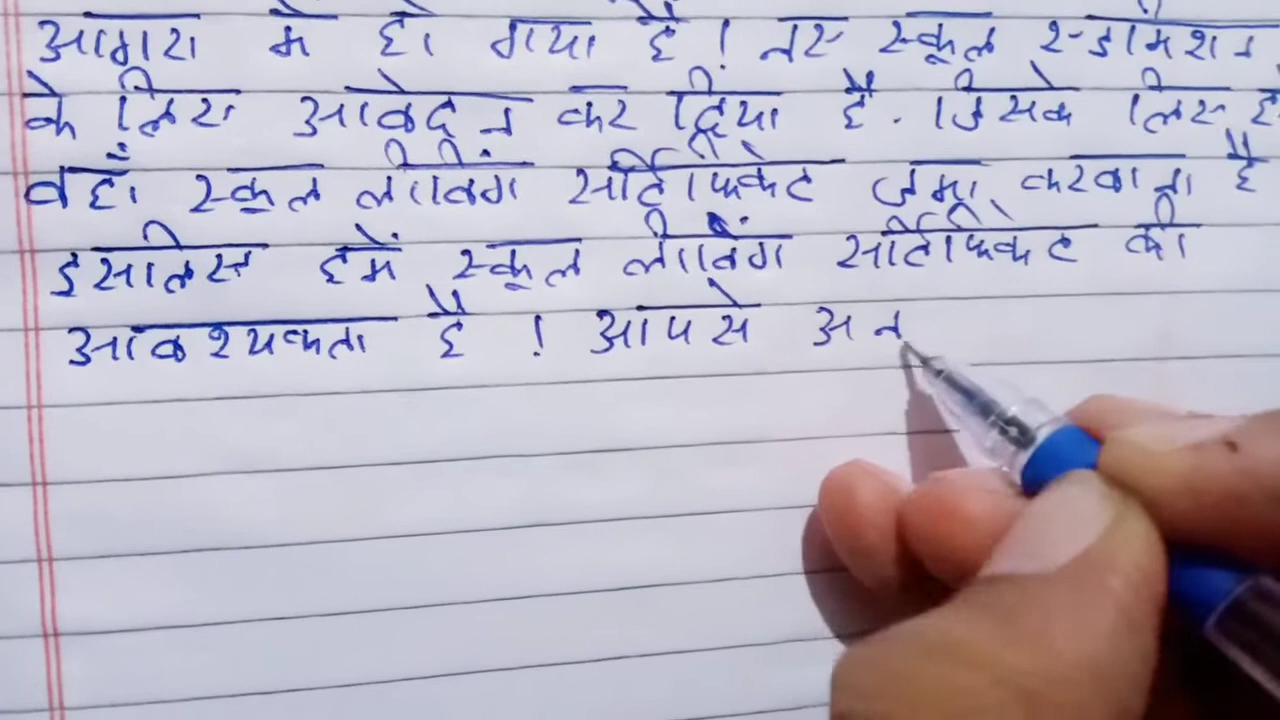 आगरा में हो गया है ! नए स्कूल एडमिशन
के लिए आवेदन कर दिया है . जिसके लिए
वहाँ स्कूल लीविंग सर्टिफिकेट जमा करवाना है
इसलिए हमें स्कूल लीविंग सर्टिफिकेट की
आवश्यकता है ! आपसे अन